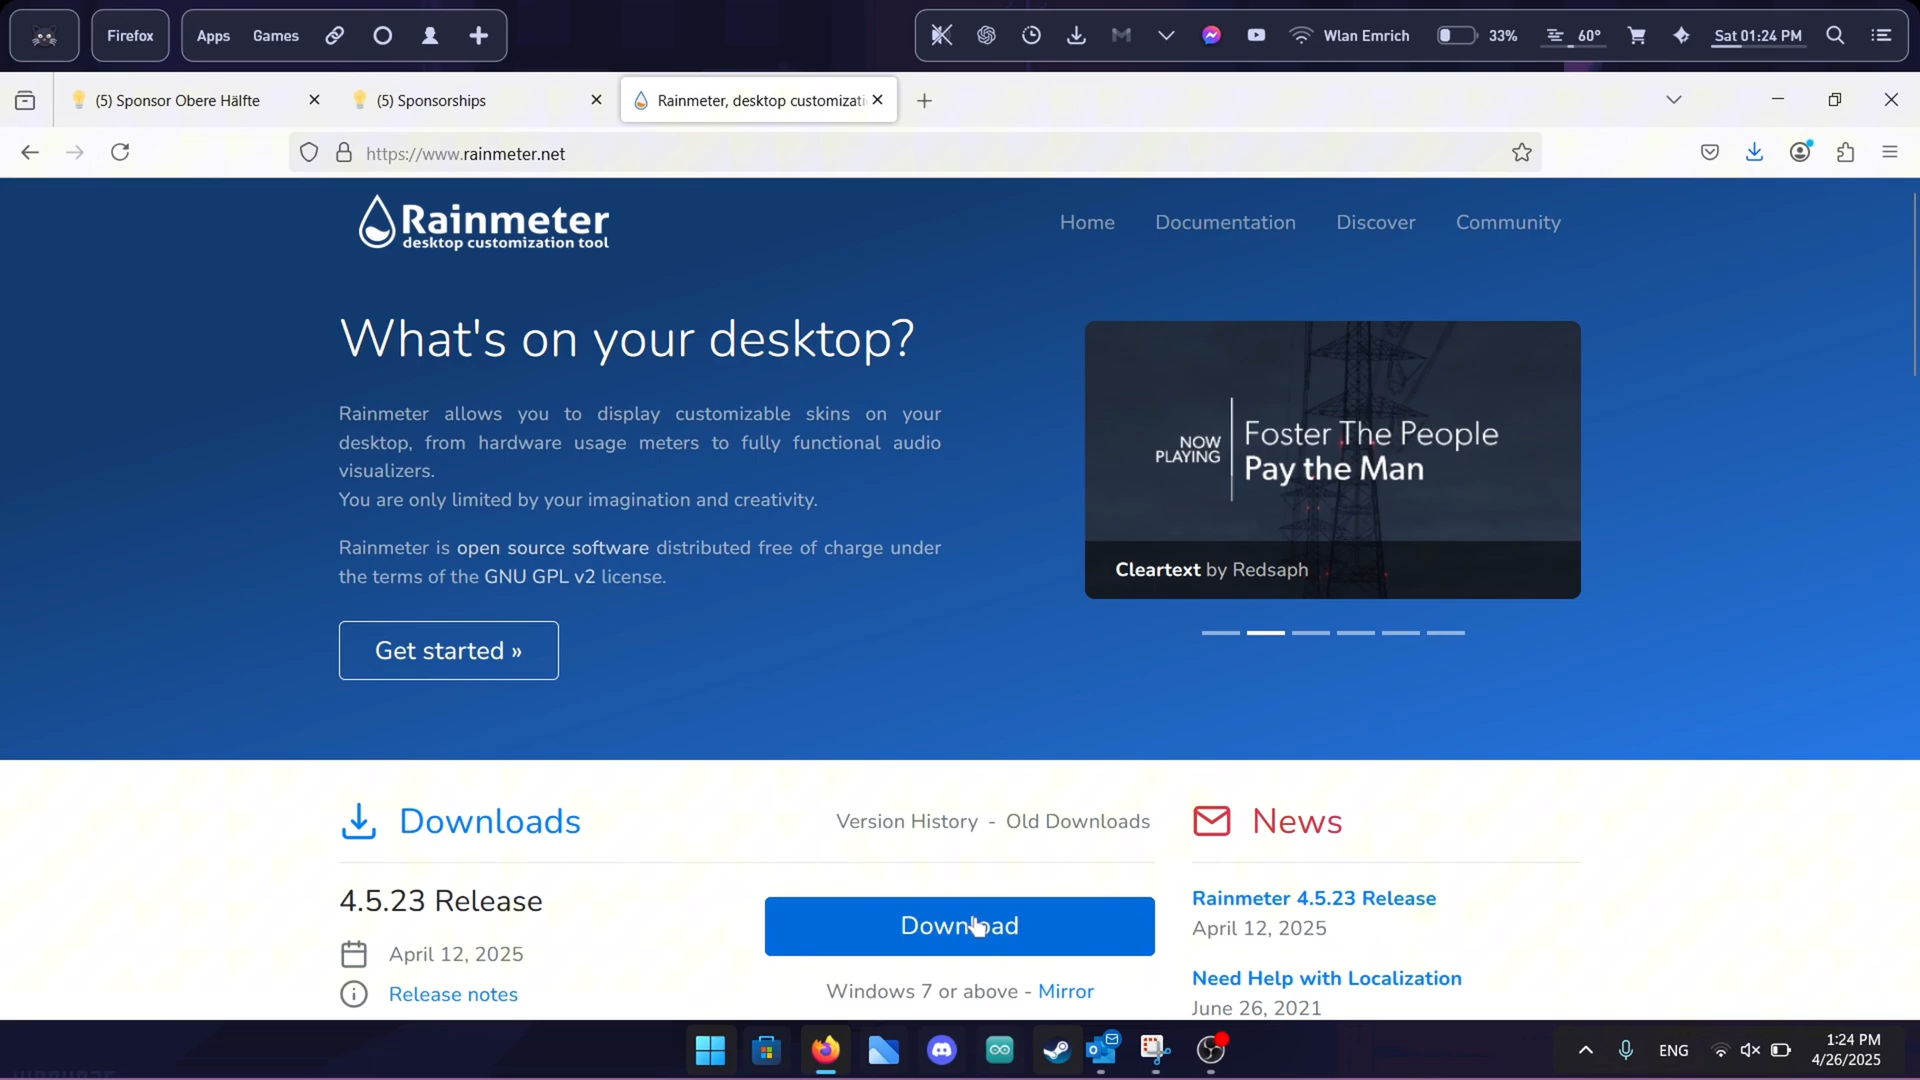 Firefox
Apps Games
Wlan Emrich 33% 60° Sat 01:24 PM
(5) Sponsor Obere Hälfte
(5) Sponsorships
Rainmeter, desktop customizati
https://www.rainmeter.net
Rainmeter
desktop customization tool
Home Documentation Discover Community
What's on your desktop?
Rainmeter allows you to display customizable skins on your
desktop, from hardware usage meters to fully functional audio
visualizers.
You are only limited by your imagination and creativity.
Rainmeter is open source software distributed free of charge under
the terms of the GNU GPL v2 license.
Get started »
NOW
PLAYING
Foster The People
Pay the Man
Cleartext by Redsaph
Downloads
Version History - Old Downloads
News
4.5.23 Release
April 12, 2025
Release notes
Download
Windows 7 or above - Mirror
Rainmeter 4.5.23 Release
April 12, 2025
Need Help with Localization
June 26, 2021
ENG
1:24 PM
4/26/2025